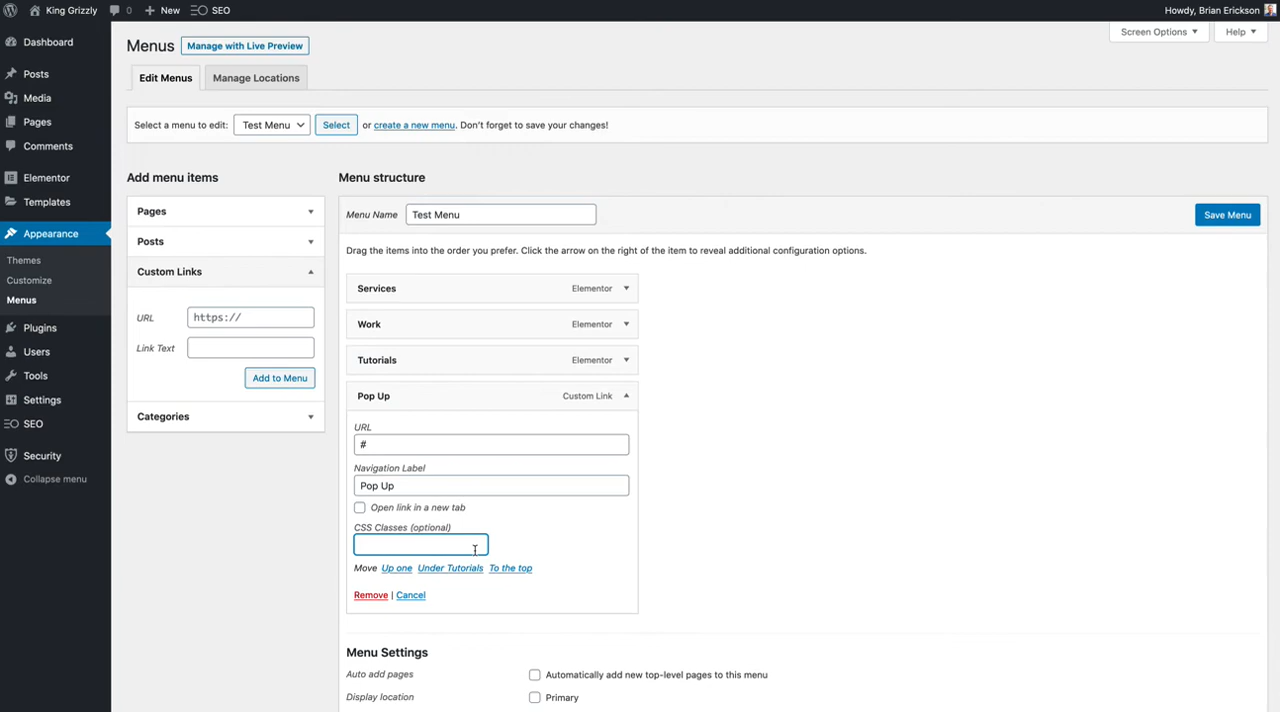 King Grizzly 0 New SEO Howdy, Brian Erickson
Dashboard
Posts
Media
Pages
Comments
Elementor
Templates
Appearance
Themes
Customize
Menus
Plugins
Users
Tools
Settings
SEO
Security
Collapse menu
Menus Manage with Live Preview
Screen Options ▼ Help ▼
Edit Menus Manage Locations
Select a menu to edit: Test Menu Select or create a new menu. Don't forget to save your changes!
Add menu items
Pages
Posts
Custom Links
URL https://
Link Text
Add to Menu
Categories
Menu structure
Menu Name Test Menu Save Menu
Drag the items into the order you prefer. Click the arrow on the right of the item to reveal additional configuration options.
Services Elementor
Work Elementor
Tutorials Elementor
Pop Up Custom Link
URL
#
Navigation Label
Pop Up
Open link in a new tab
CSS Classes (optional)
Move Up one Under Tutorials To the top
Remove | Cancel
Menu Settings
Auto add pages Automatically add new top-level pages to this menu
Display location Primary